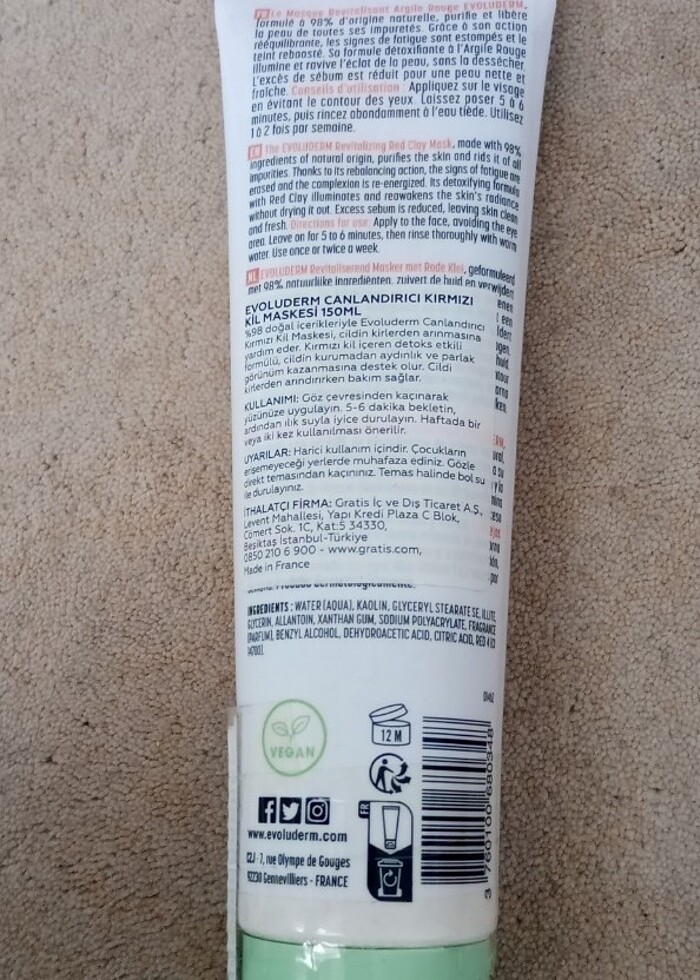 FR Le Masque Revitalisant Argile Rouge EVOLUDERM,
formulé à 98% d'origine naturelle, purifie et libère
la peau de toutes ses impuretés. Grâce à son action
rééquilibrante, les signes de fatigue sont estompés et le
teint reboosté. Sa formule détoxifiante à l'Argile Rouge
illumine et ravive l'éclat de la peau, sans la dessécher.
L'excès de sébum est réduit pour une peau nette et
fraîche. Conseils d'utilisation : Appliquez sur le visage
en évitant le contour des yeux. Laissez poser 5 à 6
minutes, puis rincez abondamment à l'eau tiède. Utilisez
1 à 2 fois par semaine.
EN The EVOLUDERM Revitalizing Red Clay Mask, made with 98%
ingredients of natural origin, purifies the skin and rids it of all
impurities. Thanks to its rebalancing action, the signs of fatigue are
erased and the complexion is re-energized. Its detoxifying formula
with Red Clay illuminates and reawakens the skin's radiance
without drying it out. Excess sebum is reduced, leaving skin clean
and fresh. Directions for use: Apply to the face, avoiding the eye
area. Leave on for 5 to 6 minutes, then rinse thoroughly with warm
water. Use once or twice a week.
NL EVOLUDERM Revitaliserend Masker met Rode Klei, geformuleerd
met 98% natuurlijke ingrediënten, zuivert de huid en verwijdert
EVOLUDERM CANLANDIRICI KIRMIZI
KİL MASKESİ 150ML
%98 doğal içerikleriyle Evoluderm Canlandırıcı
Kırmızı Kil Maskesi, cildin kirlerden arınmasına
yardım eder. Kırmızı kil içeren detoks etkili
formülü, cildin kurumadan aydınlık ve parlak
görünüm kazanmasına destek olur. Cildi
kirlerden arındırırken bakım sağlar.
KULLANIMI: Göz çevresinden kaçınarak
yüzünüze uygulayın. 5-6 dakika bekletin,
ardından ılık suyla iyice durulayın. Haftada bir
veya iki kez kullanılması önerilir.
UYARILAR: Harici kullanım içindir. Çocukların
erişemeyeceği yerlerde muhafaza ediniz. Gözle
direkt temasından kaçınınız. Temas halinde bol su
ile durulayınız.
İTHALATÇI FİRMA: Gratis İç ve Dış Ticaret A.Ş.
Levent Mahallesi, Yapı Kredi Plaza C Blok,
Cömert Sok. 1C, Kat:5 34330,
Beşiktaş İstanbul-Türkiye
0850 210 6 900 - www.gratis.com,
Made in France
dermatologicamente.
INGREDIENTS : WATER (AQUA), KAOLIN, GLYCERYL STEARATE SE, ILLITE,
GLYCERIN, ALLANTOIN, XANTHAN GUM, SODIUM POLYACRYLATE, FRAGRANCE
(PARFUM), BENZYL ALCOHOL, DEHYDROACETIC ACID, CITRIC ACID, RED 4 (CI
14700).
VEGAN
12 M
FR
www.evoluderm.com
C2J - 7, rue Olympe de Gouges
92230 Gennevilliers - FRANCE
3 760100 680348